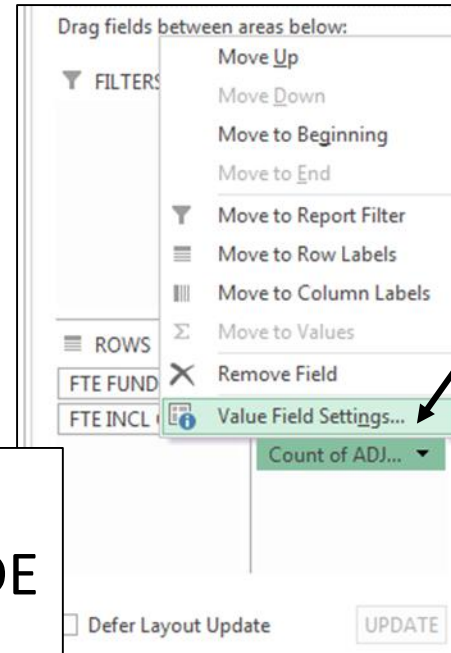 Drag fields between areas below:
FILTERS
Move Up
Move Down
Move to Beginning
Move to End
Move to Report Filter
Move to Row Labels
Move to Column Labels
Σ Move to Values
Remove Field
Value Field Settings...
ROWS
FTE FUND
FTE INCL
Count of ADJ...
DE
Defer Layout Update
UPDATE